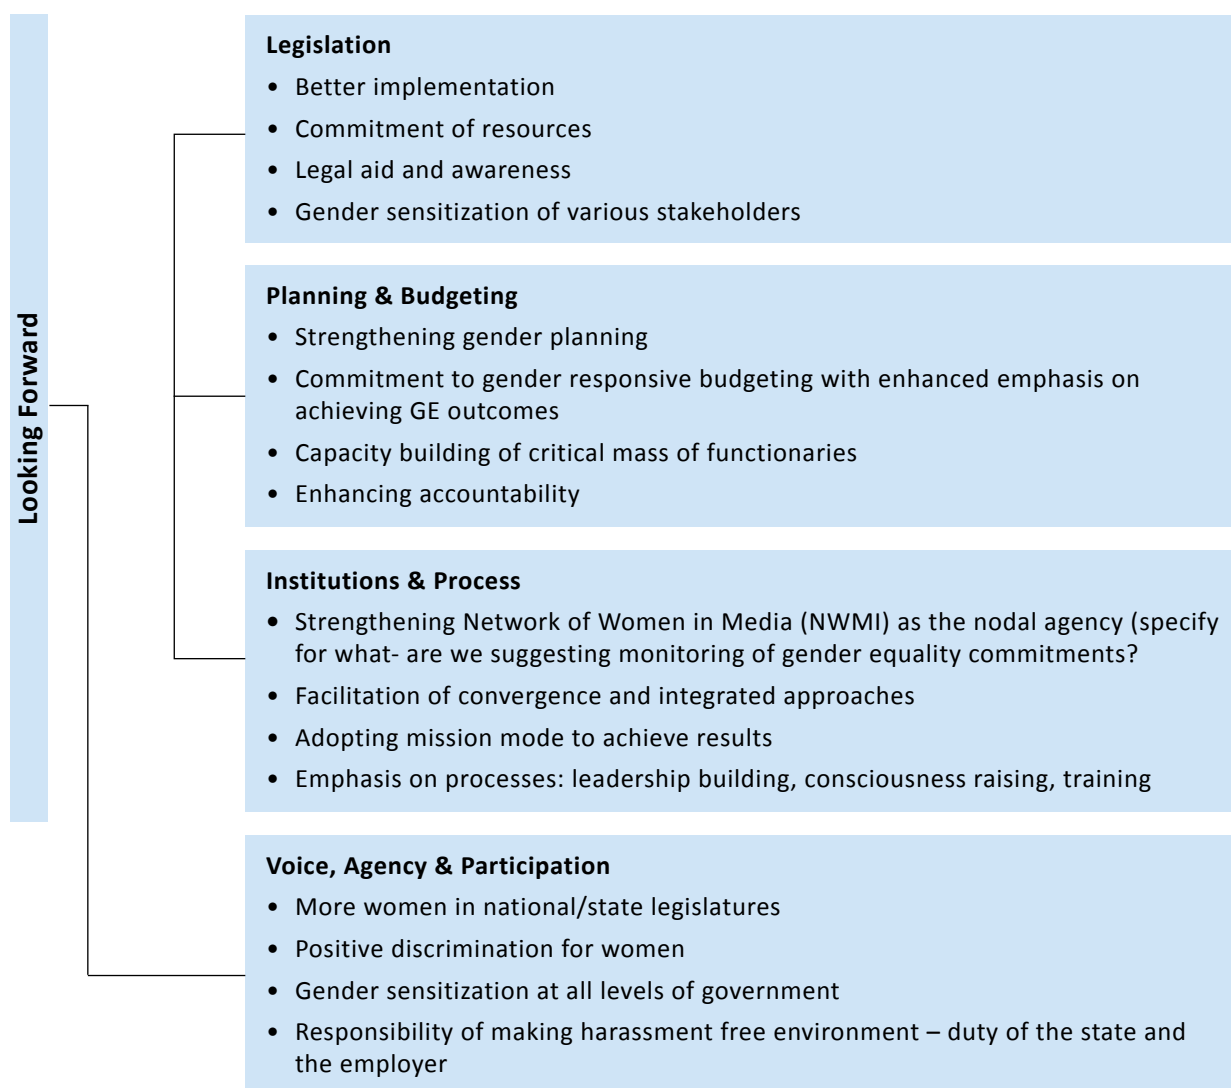 Looking Forward
Legislation
• Better implementation
• Commitment of resources
• Legal aid and awareness
• Gender sensitization of various stakeholders
Planning & Budgeting
• Strengthening gender planning
• Commitment to gender responsive budgeting with enhanced emphasis on
achieving GE outcomes
• Capacity building of critical mass of functionaries
• Enhancing accountability
Institutions & Process
• Strengthening Network of Women in Media (NWMI) as the nodal agency (specify
for what- are we suggesting monitoring of gender equality commitments?
• Facilitation of convergence and integrated approaches
• Adopting mission mode to achieve results
• Emphasis on processes: leadership building, consciousness raising, training
Voice, Agency & Participation
• More women in national/state legislatures
• Positive discrimination for women
• Gender sensitization at all levels of government
• Responsibility of making harassment free environment – duty of the state and
the employer